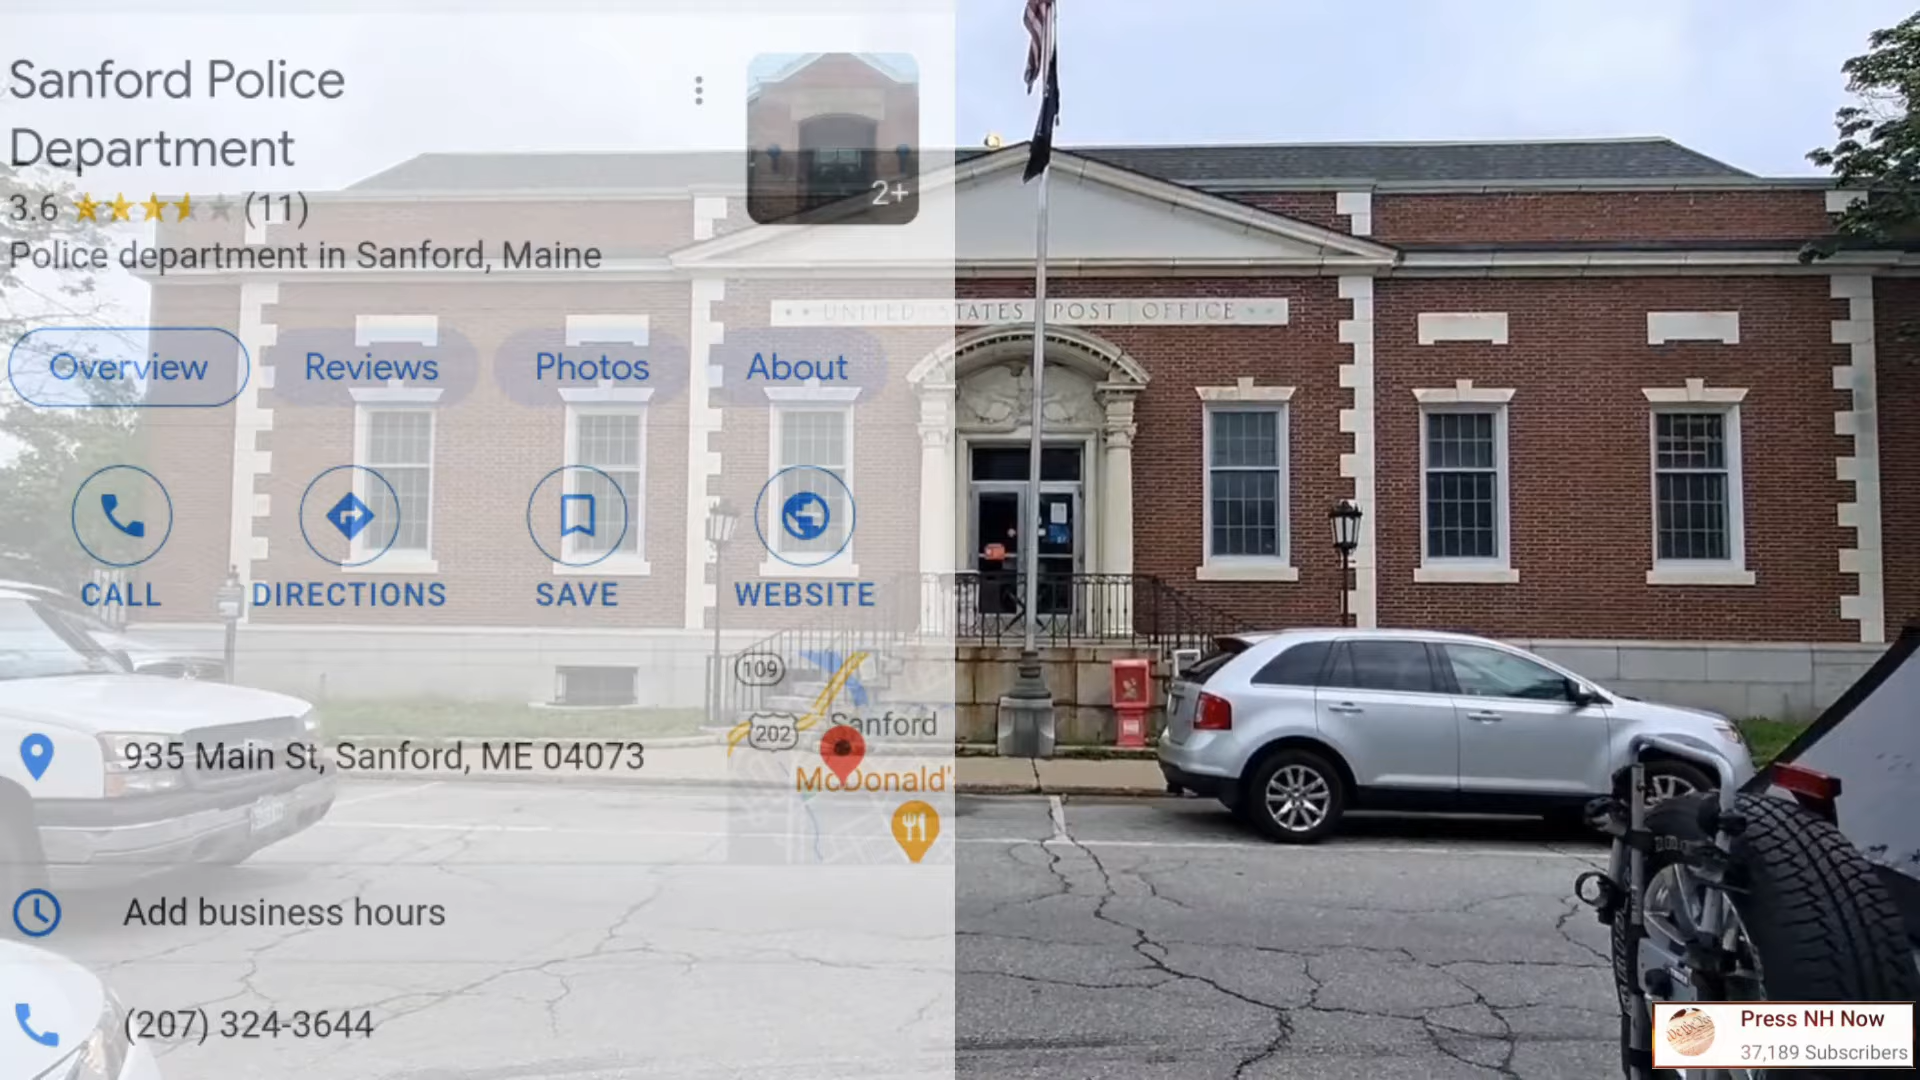 Sanford Police
Department
3.6 (11)
2+
Police department in Sanford, Maine
UNITED STATES POST OFFICE
Overview
Reviews
Photos
About
CALL
DIRECTIONS
SAVE
WEBSITE
109
202
Sanford
McDonald'
935 Main St, Sanford, ME 04073
Add business hours
(207) 324-3644
Press NH Now
37,189 Subscribers